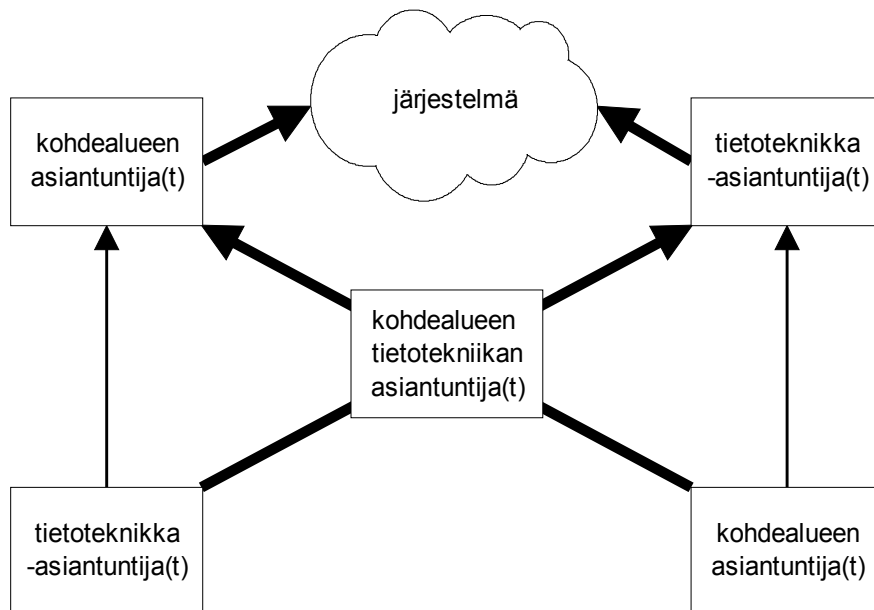 järjestelmä
kohdealueen
asiantuntija(t)
tietoteknikka
-asiantuntija(t)
kohdealueen
tietotekniikan
asiantuntija(t)
tietoteknikka
-asiantuntija(t)
kohdealueen
asiantuntija(t)